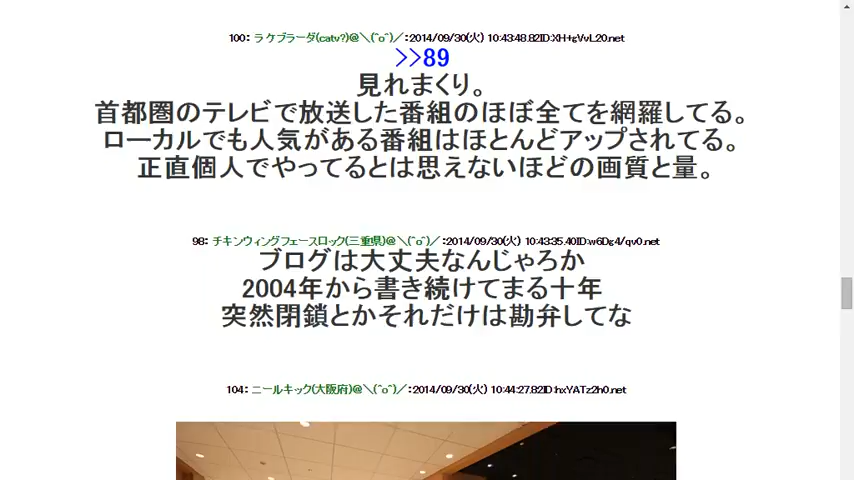 100: ラ ケブラーダ(catv?)@＼(^o^)／:2014/09/30(火) 10:43:48.82ID:XH+gVvL20.net
>>89
見れまくり。
首都圏のテレビで放送した番組のほぼ全てを網羅してる。
ローカルでも人気がある番組はほとんどアップされてる。
正直個人でやってるとは思えないほどの画質と量。
98: チキンウィングフェースロック(三重県)@＼(^o^)／:2014/09/30(火) 10:43:35.40ID:w6Dg4/qv0.net
ブログは大丈夫なんじゃろか
2004年から書き続けてまる十年
突然閉鎖とかそれだけは勘弁してな
104: ニールキック(大阪府)@＼(^o^)／:2014/09/30(火) 10:44:27.82ID:hxYATz2h0.net